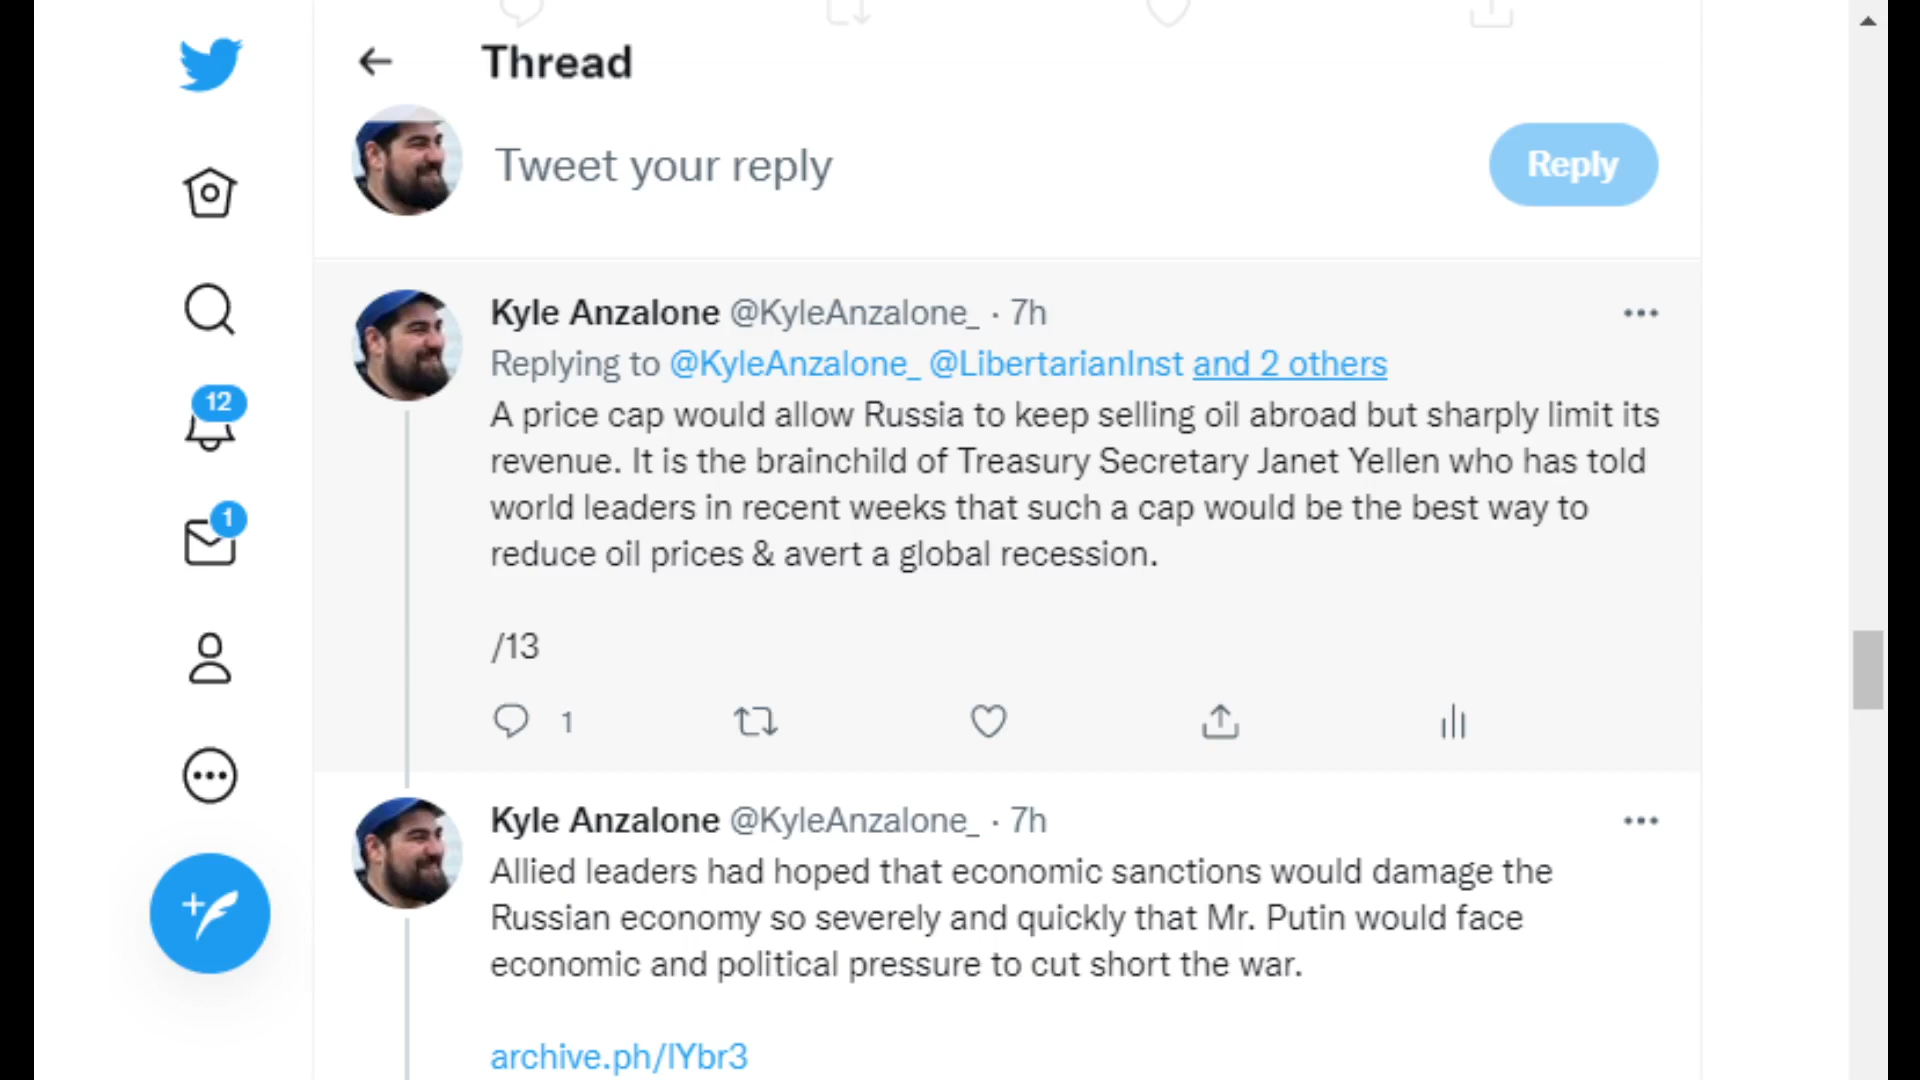 Thread
Tweet your reply
Reply
Kyle Anzalone @KyleAnzalone_ · 7h
Replying to @KyleAnzalone_ @LibertarianInst and 2 others
A price cap would allow Russia to keep selling oil abroad but sharply limit its
revenue. It is the brainchild of Treasury Secretary Janet Yellen who has told
world leaders in recent weeks that such a cap would be the best way to
reduce oil prices & avert a global recession.
/13
1
12
1
Kyle Anzalone @KyleAnzalone_ · 7h
Allied leaders had hoped that economic sanctions would damage the
Russian economy so severely and quickly that Mr. Putin would face
economic and political pressure to cut short the war.
archive.ph/lYbr3